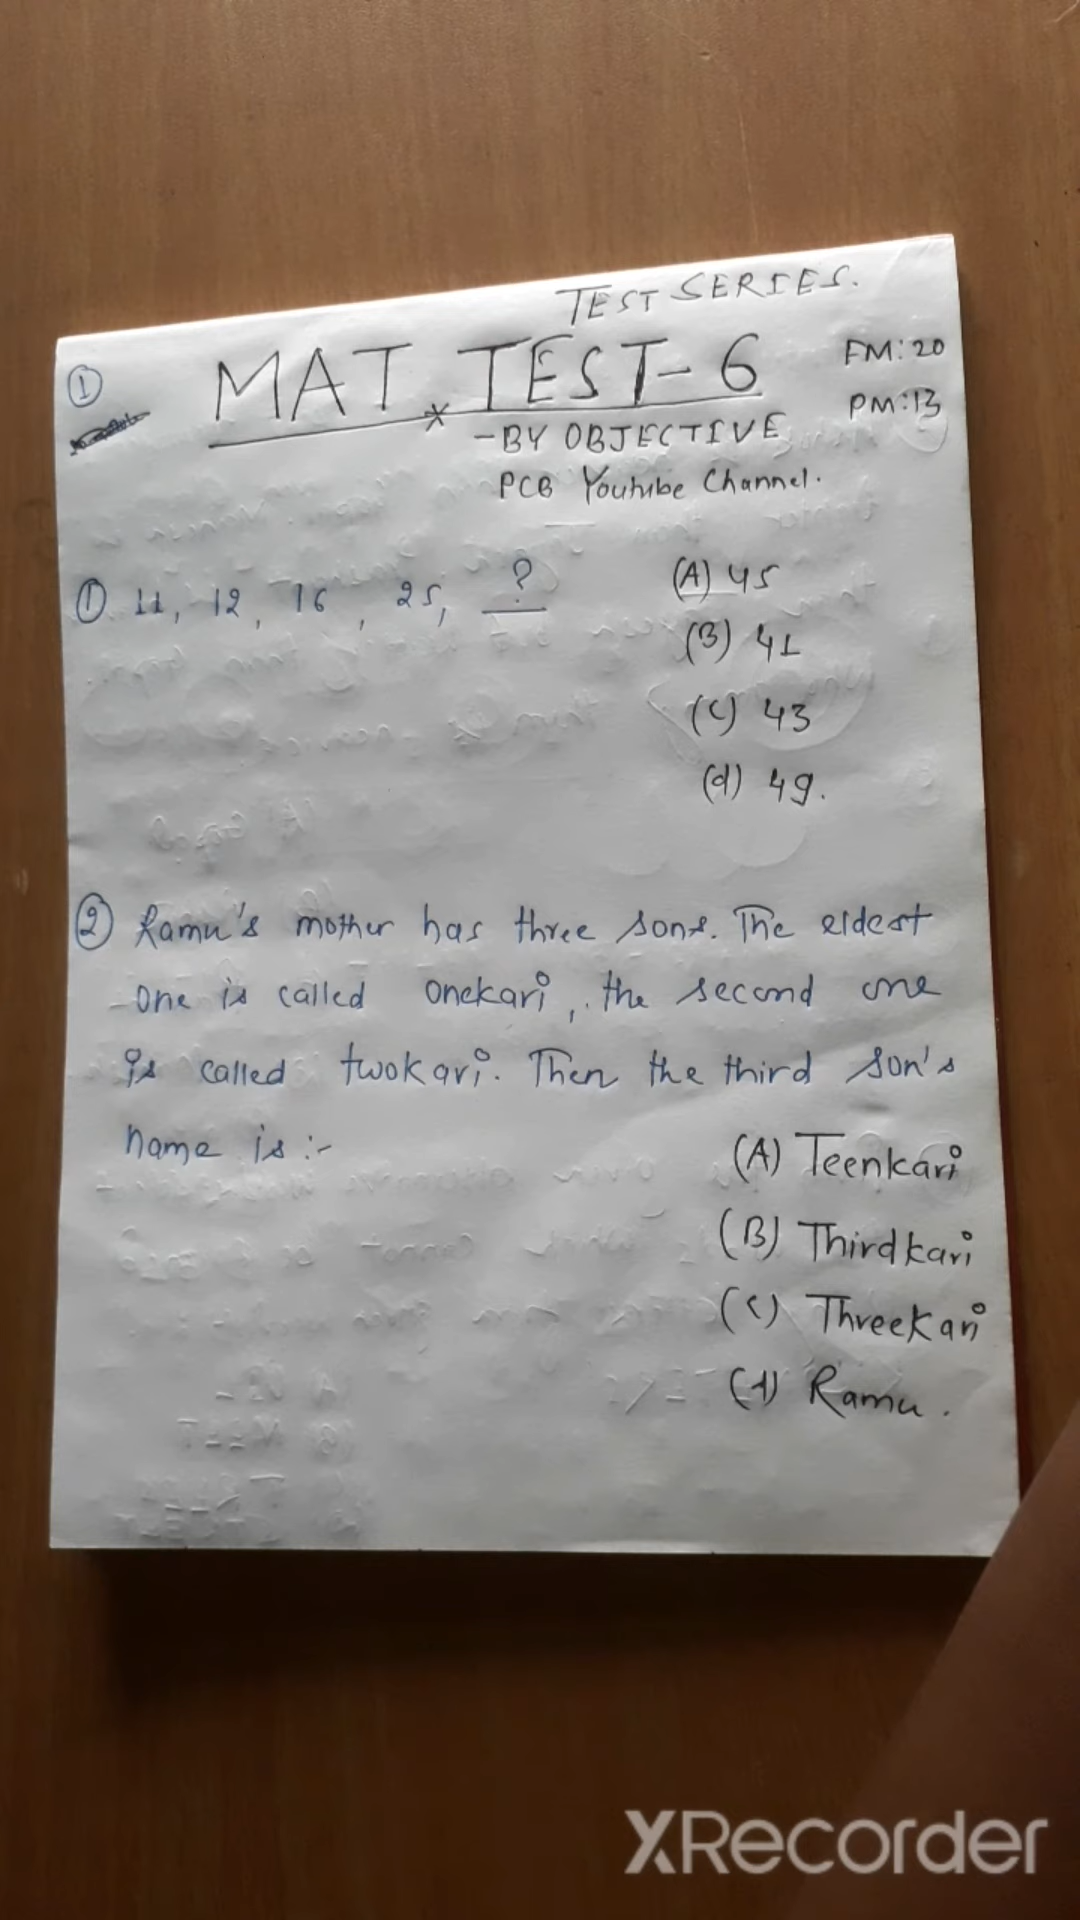 TEST SERIES.
① MAT TEST-6
FM: 20
PM: 13
-BY OBJECTIVE
PCB Youtube Channel.
① 11, 12, 16, 25, ?
(A) 45
(B) 41
(C) 43
(d) 49.
② Ramu's mother has three sons. The eldest
one is called onekari, the second one
is called twokari. Then the third son's
name is :-
(A) Teenkari
(B) Thirdkari
(C) Threekari
(d) Ramu.
XRecorder